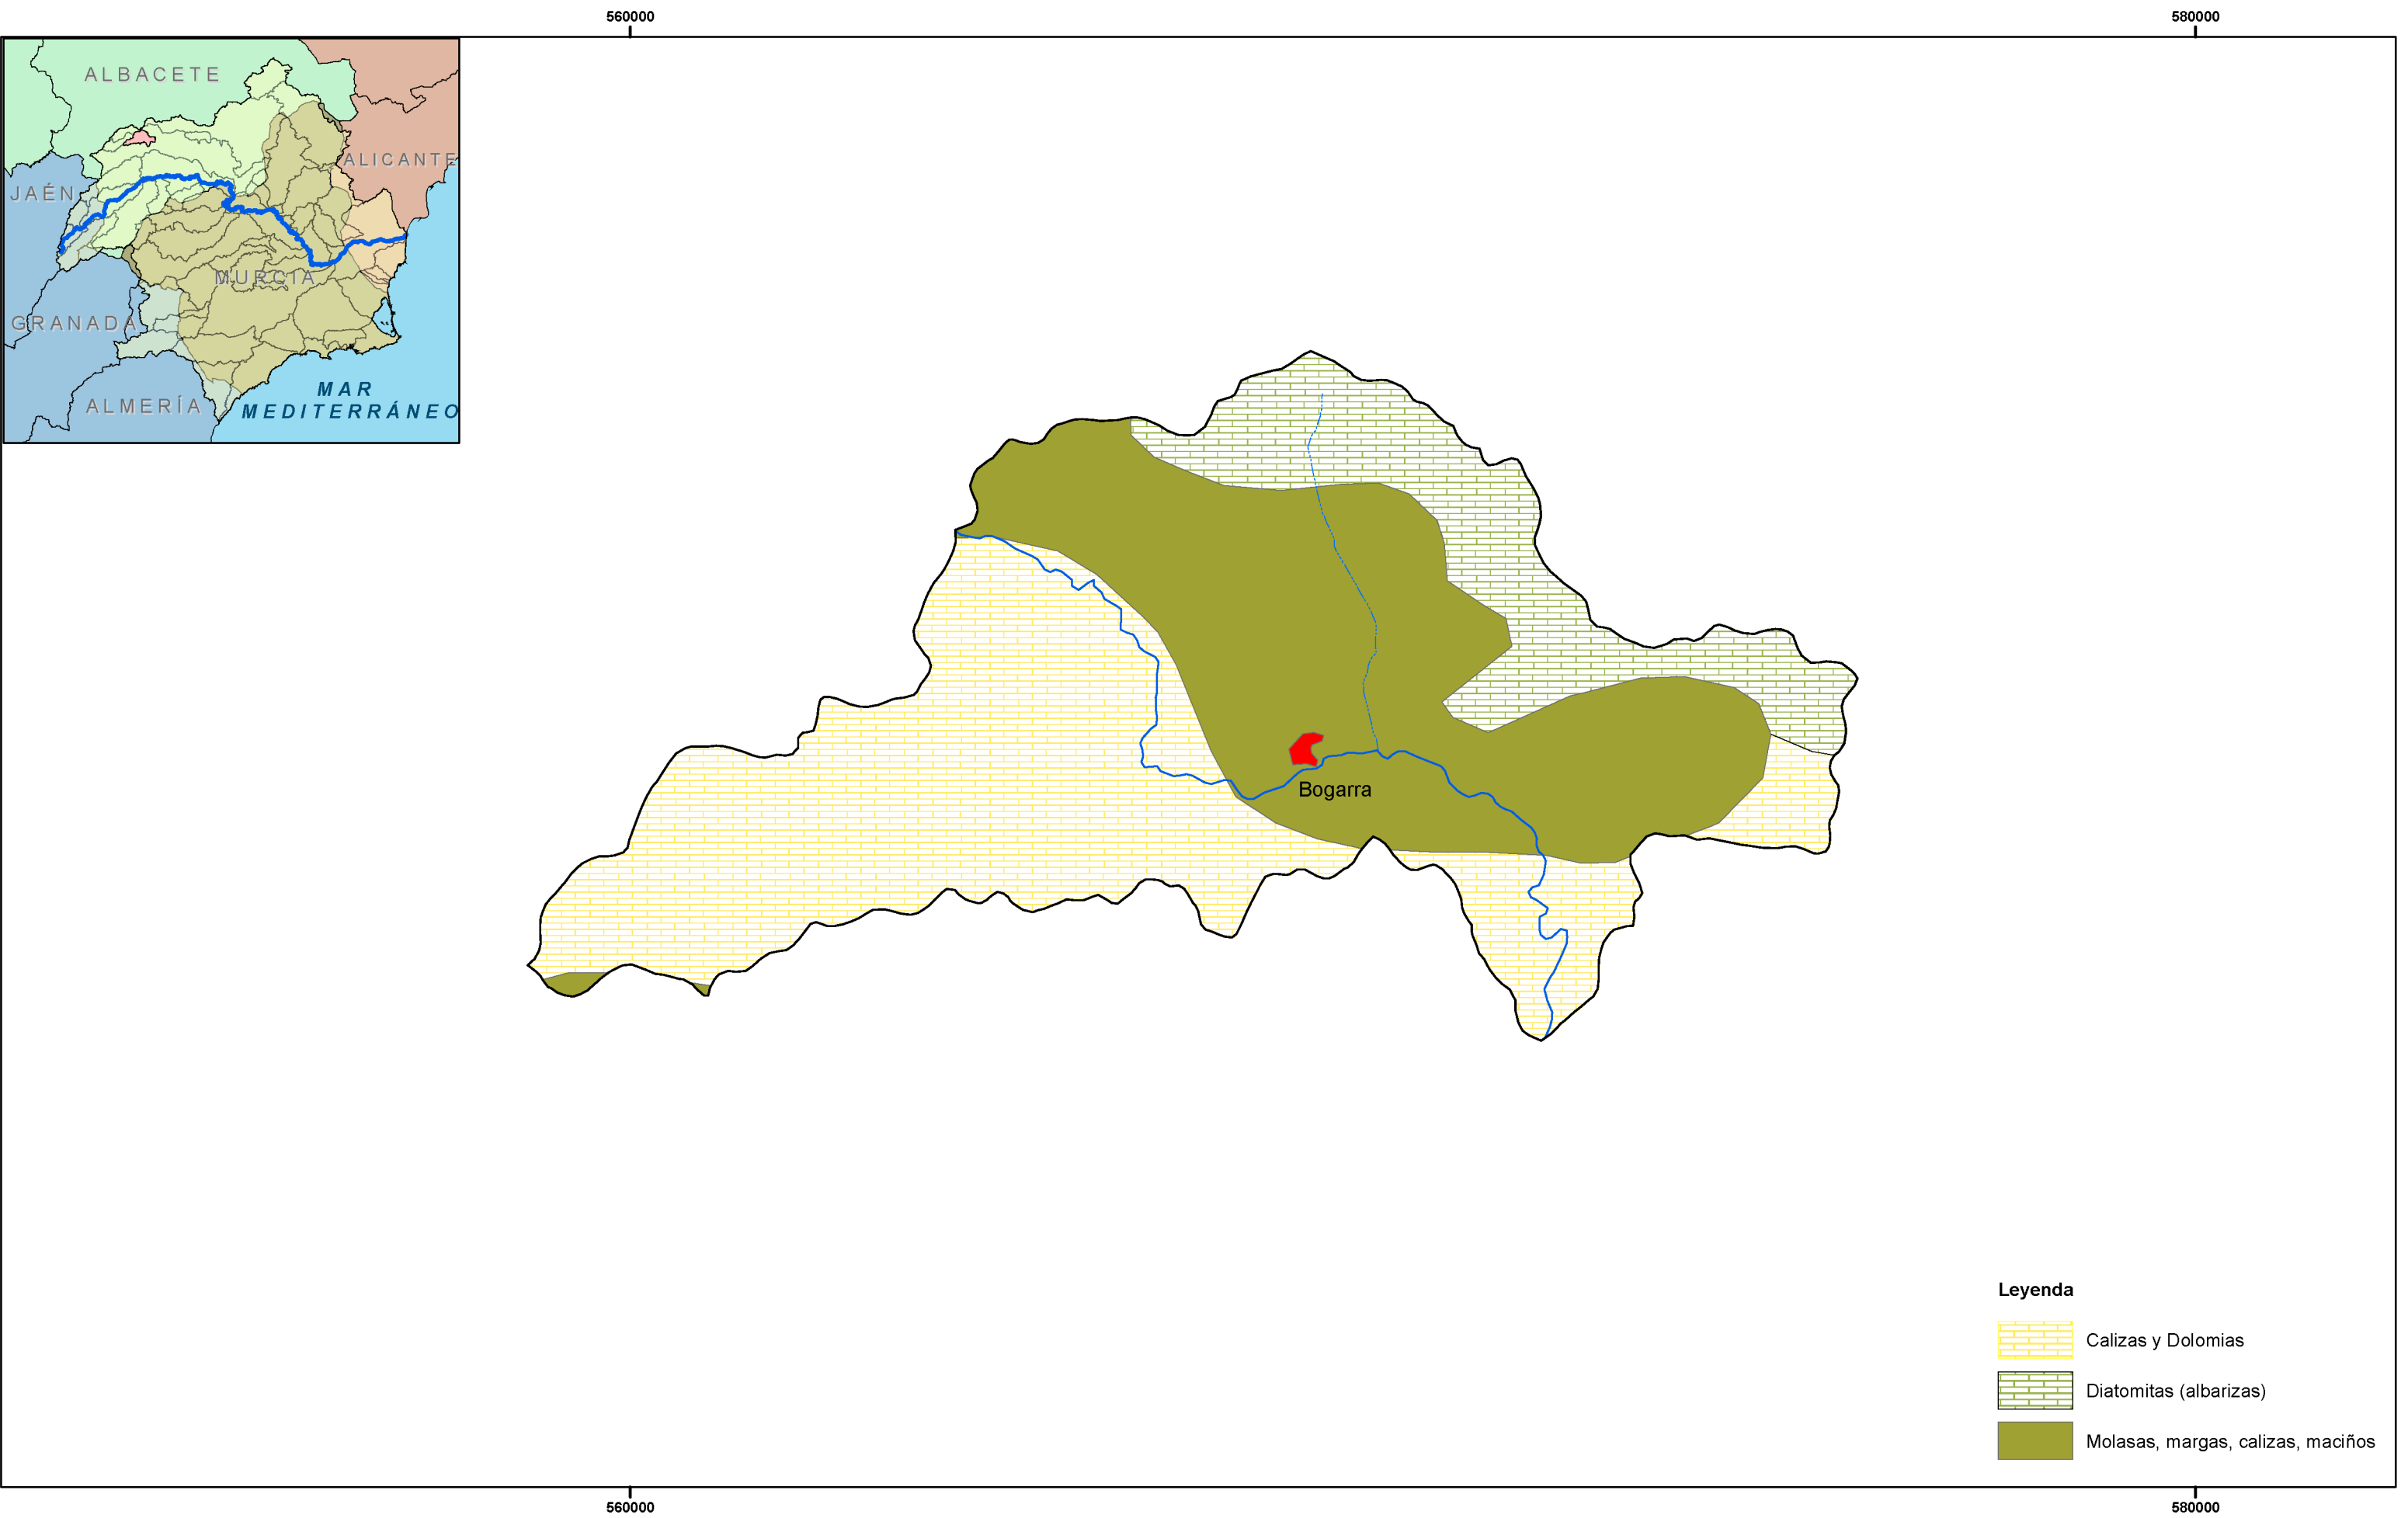 560000
580000
ALBACETE
ALICANTE
JAÉN
MURCIA
GRANADA
MAR
MEDITERRÁNEO
ALMERÍA
Bogarra
Leyenda
Calizas y Dolomias
Diatomitas (albarizas)
Molasas, margas, calizas, maciños
560000
580000